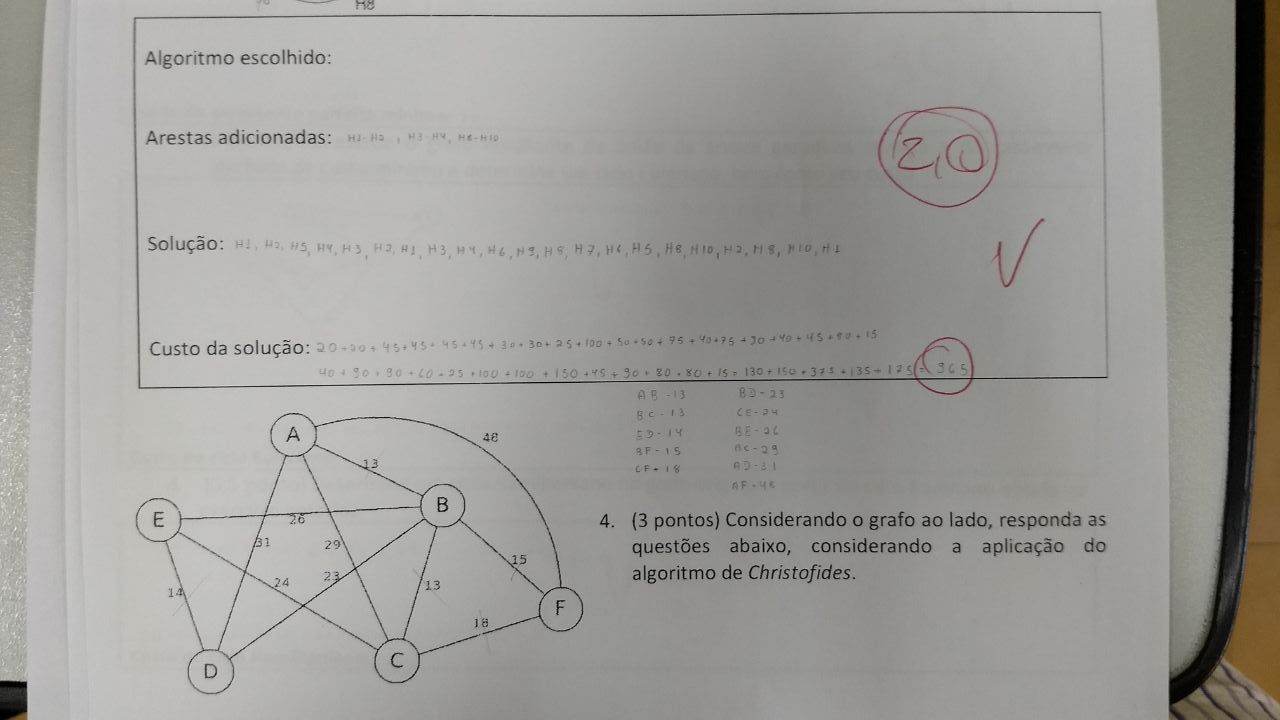 H8
Algoritmo escolhido:
Arestas adicionadas: H1-H2 , H3-H4, H8-H10
2,0
Solução: H1, H2, H5, H4, H3, H2, H1, H3, H4, H6, H9, H8, H7, H6, H5, H8, H10, H2, H8, H10, H1
Custo da solução: 20+20+45+45+45+45+30+30+25+100+50+50+75+40+75+30+40+45+80+15
40+90+90+60+25+100+100+150+45+90+80+80+15=130+150+375+135+175=965
AB-13 BD-23
BC-13 CE-24
ED-14 BE-26
BF-15 AC-29
CF-18 AD-31
AF-48
A
48
13
E
B
26
31
29
24
23
13
15
14
F
18
D
C
4. (3 pontos) Considerando o grafo ao lado, responda as
questões abaixo, considerando a aplicação do
algoritmo de Christofides.